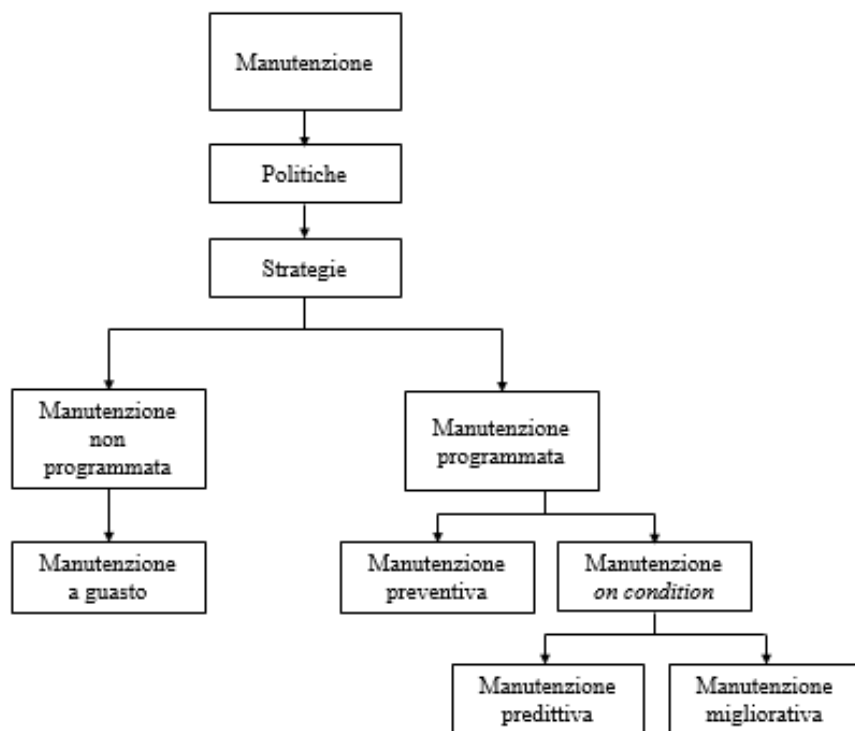 Manutenzione
Politiche
Strategie
Manutenzione
non
programmata
Manutenzione
programmata
Manutenzione
a guasto
Manutenzione
preventiva
Manutenzione
on condition
Manutenzione
predittiva
Manutenzione
migliorativa